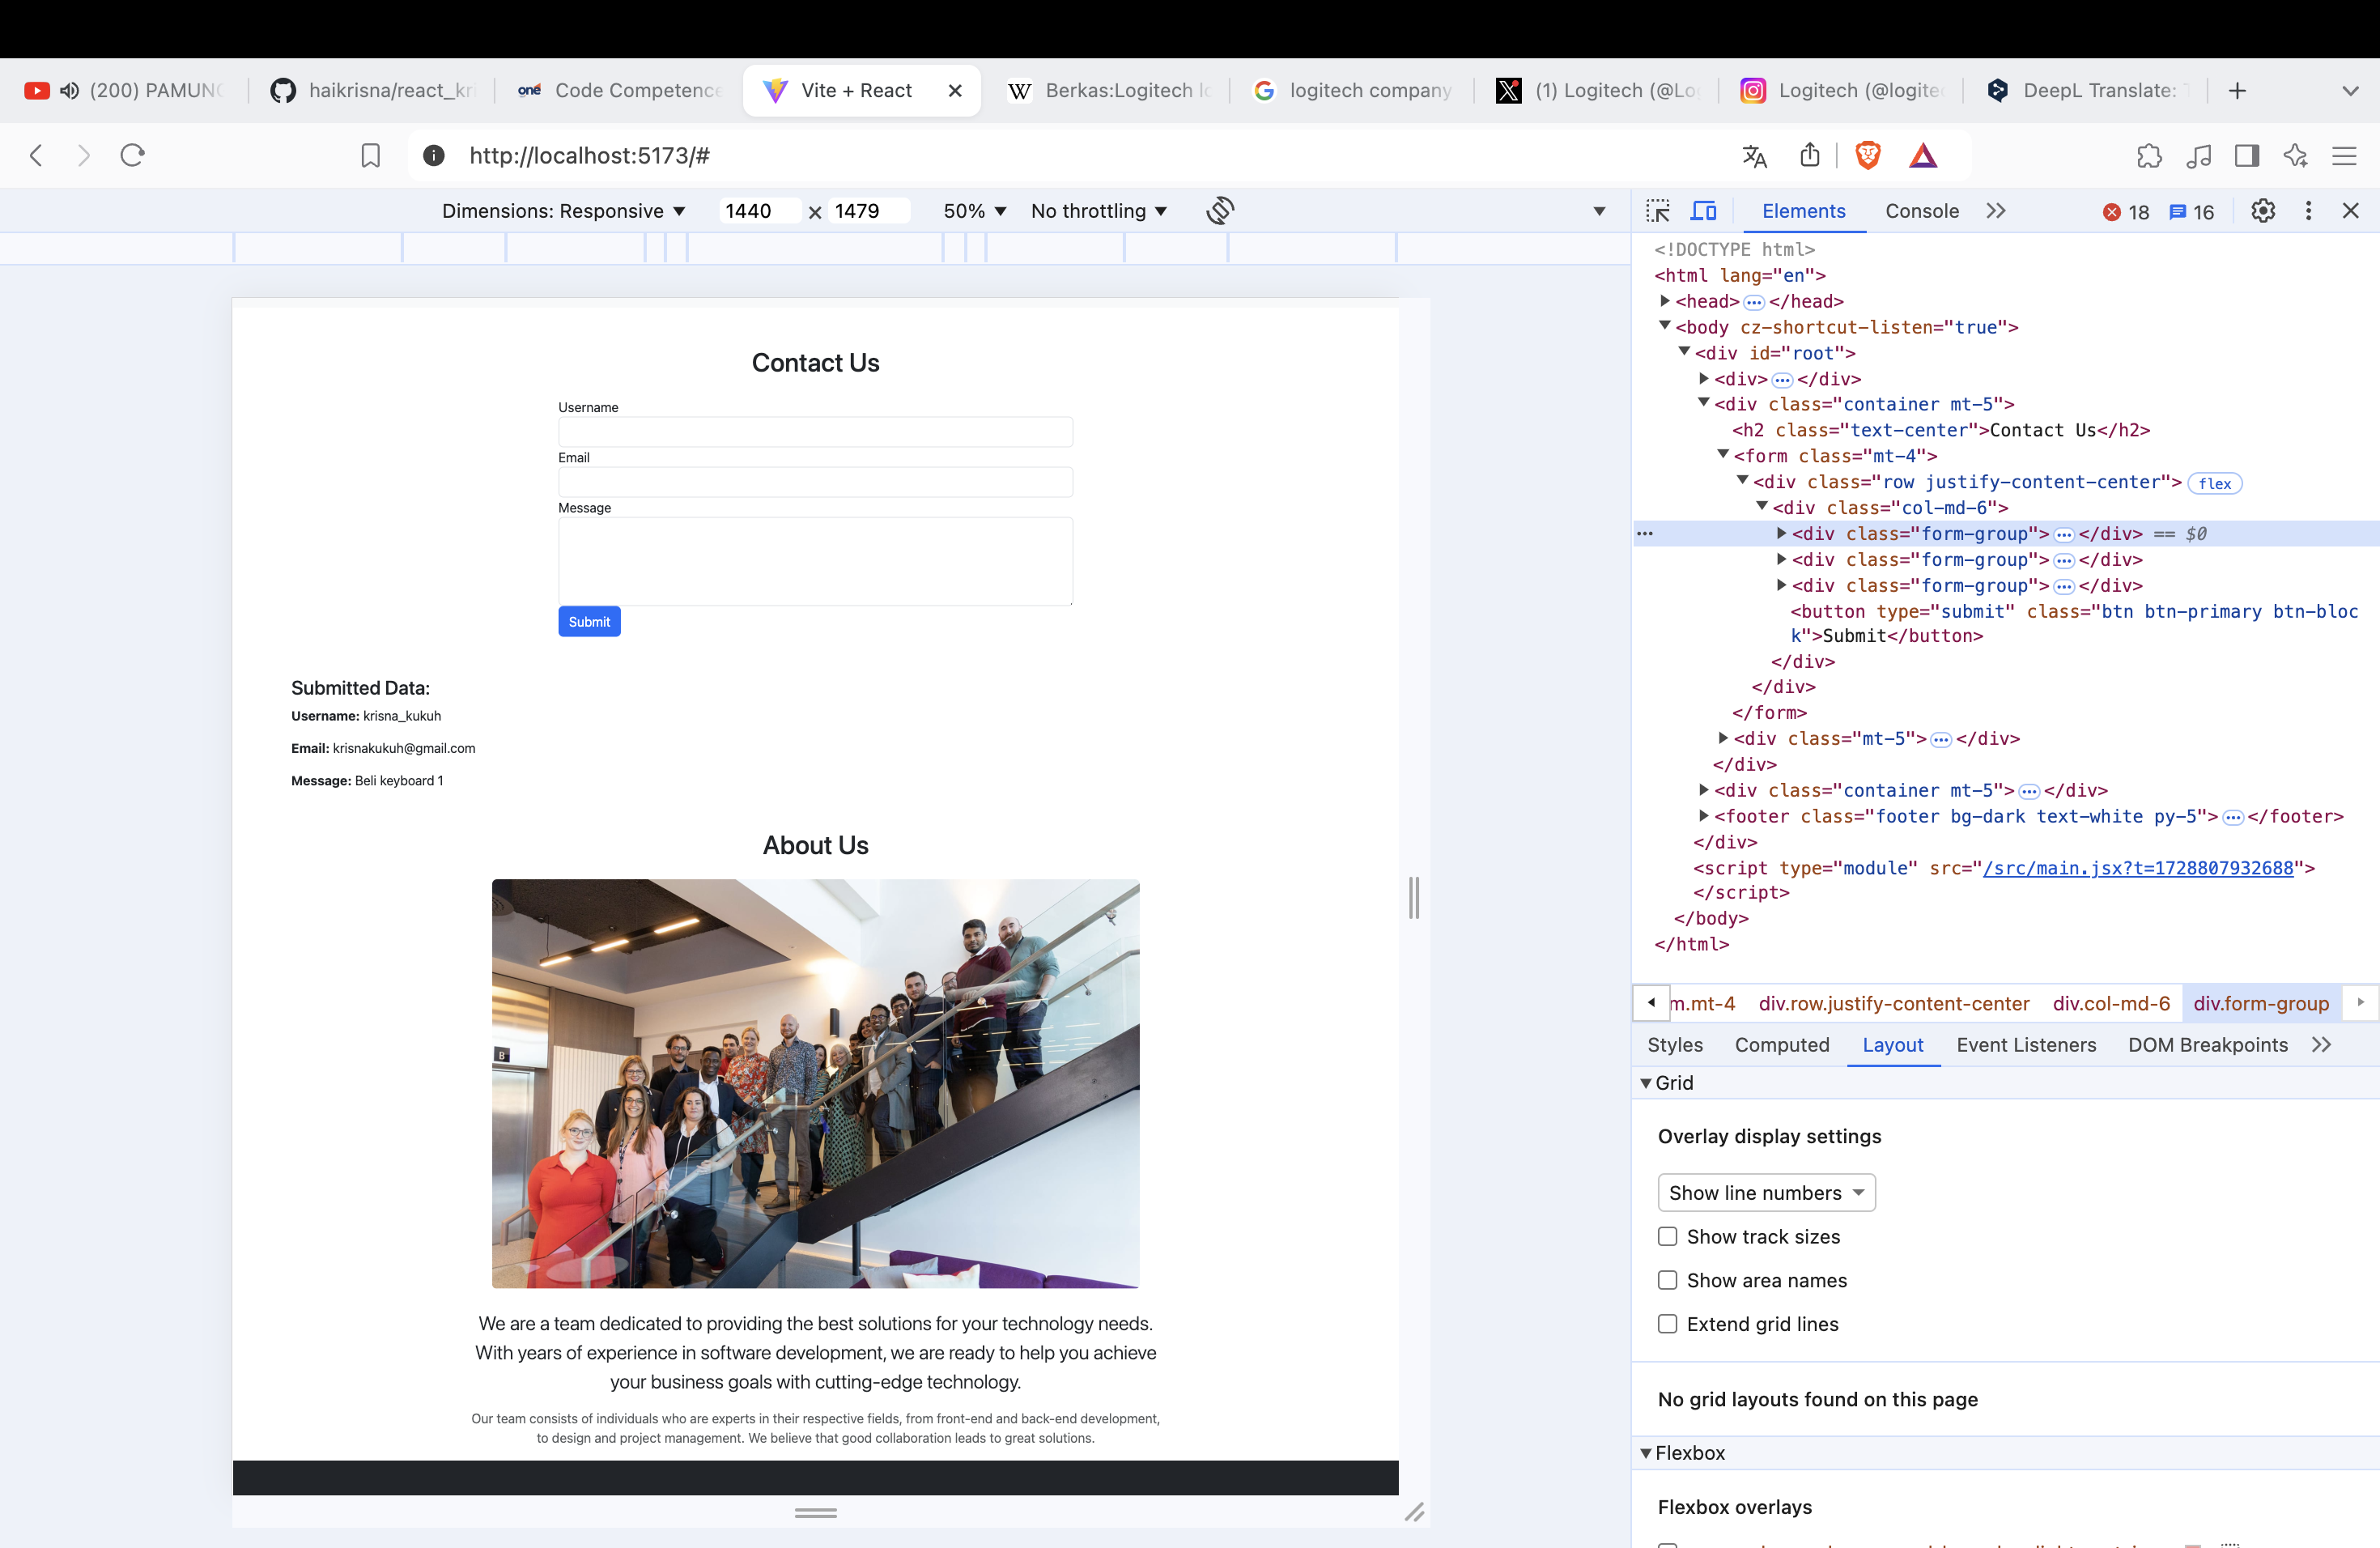 (200) PAMUNG
haikrisna/react_kri
one Code Competence
Vite + React
W Berkas:Logitech lo
G logitech company
X (1) Logitech (@Lo
Logitech (@logite
DeepL Translate:
http://localhost:5173/#
Dimensions: Responsive 1440 x 1479 50% No throttling
Elements Console 18 16
<!DOCTYPE html>
<html lang="en">
<head> ••• </head>
<body cz-shortcut-listen="true">
<div id="root">
<div> ••• </div>
<div class="container mt-5">
<h2 class="text-center">Contact Us</h2>
<form class="mt-4">
<div class="row justify-content-center"> flex
<div class="col-md-6">
<div class="form-group"> ••• </div> == $0
<div class="form-group"> ••• </div>
<div class="form-group"> ••• </div>
<button type="submit" class="btn btn-primary btn-bloc
k">Submit</button>
</div>
</div>
</form>
<div class="mt-5"> ••• </div>
</div>
<div class="container mt-5"> ••• </div>
<footer class="footer bg-dark text-white py-5"> ••• </footer>
</div>
<script type="module" src="/src/main.jsx?t=1728807932688">
</script>
</body>
</html>
m.mt-4 div.row.justify-content-center div.col-md-6 div.form-group
Styles Computed Layout Event Listeners DOM Breakpoints
Grid
Overlay display settings
Show line numbers
Show track sizes
Show area names
Extend grid lines
No grid layouts found on this page
Flexbox
Flexbox overlays
Contact Us
Username
Email
Message
Submit
Submitted Data:
Username: krisna_kukuh
Email: krisnakukuh@gmail.com
Message: Beli keyboard 1
About Us
B
We are a team dedicated to providing the best solutions for your technology needs.
With years of experience in software development, we are ready to help you achieve
your business goals with cutting-edge technology.
Our team consists of individuals who are experts in their respective fields, from front-end and back-end development,
to design and project management. We believe that good collaboration leads to great solutions.